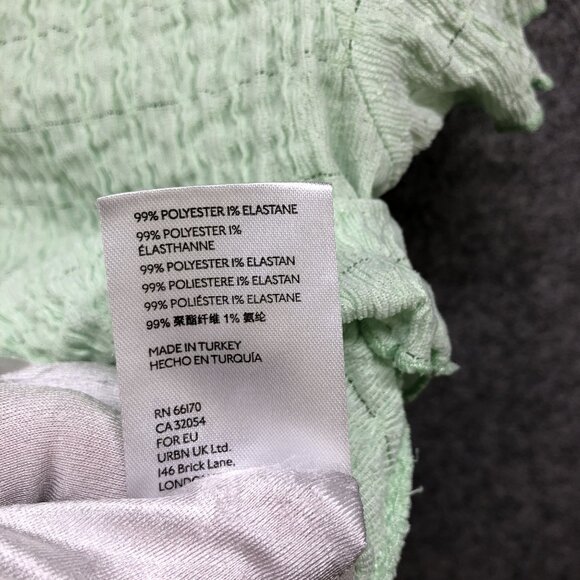 99% POLYESTER 1% ELASTANE
99% POLYESTER 1%
ÉLASTHANNE
99% POLYESTER 1% ELASTAN
99% POLIESTERE 1% ELASTAN
99% POLIÉSTER 1% ELASTANE
99% 聚酯纤维 1% 氨纶
MADE IN TURKEY
HECHO EN TURQUÍA
RN 66170
CA 32054
FOR EU
URBN UK Ltd.
146 Brick Lane,
LONDON